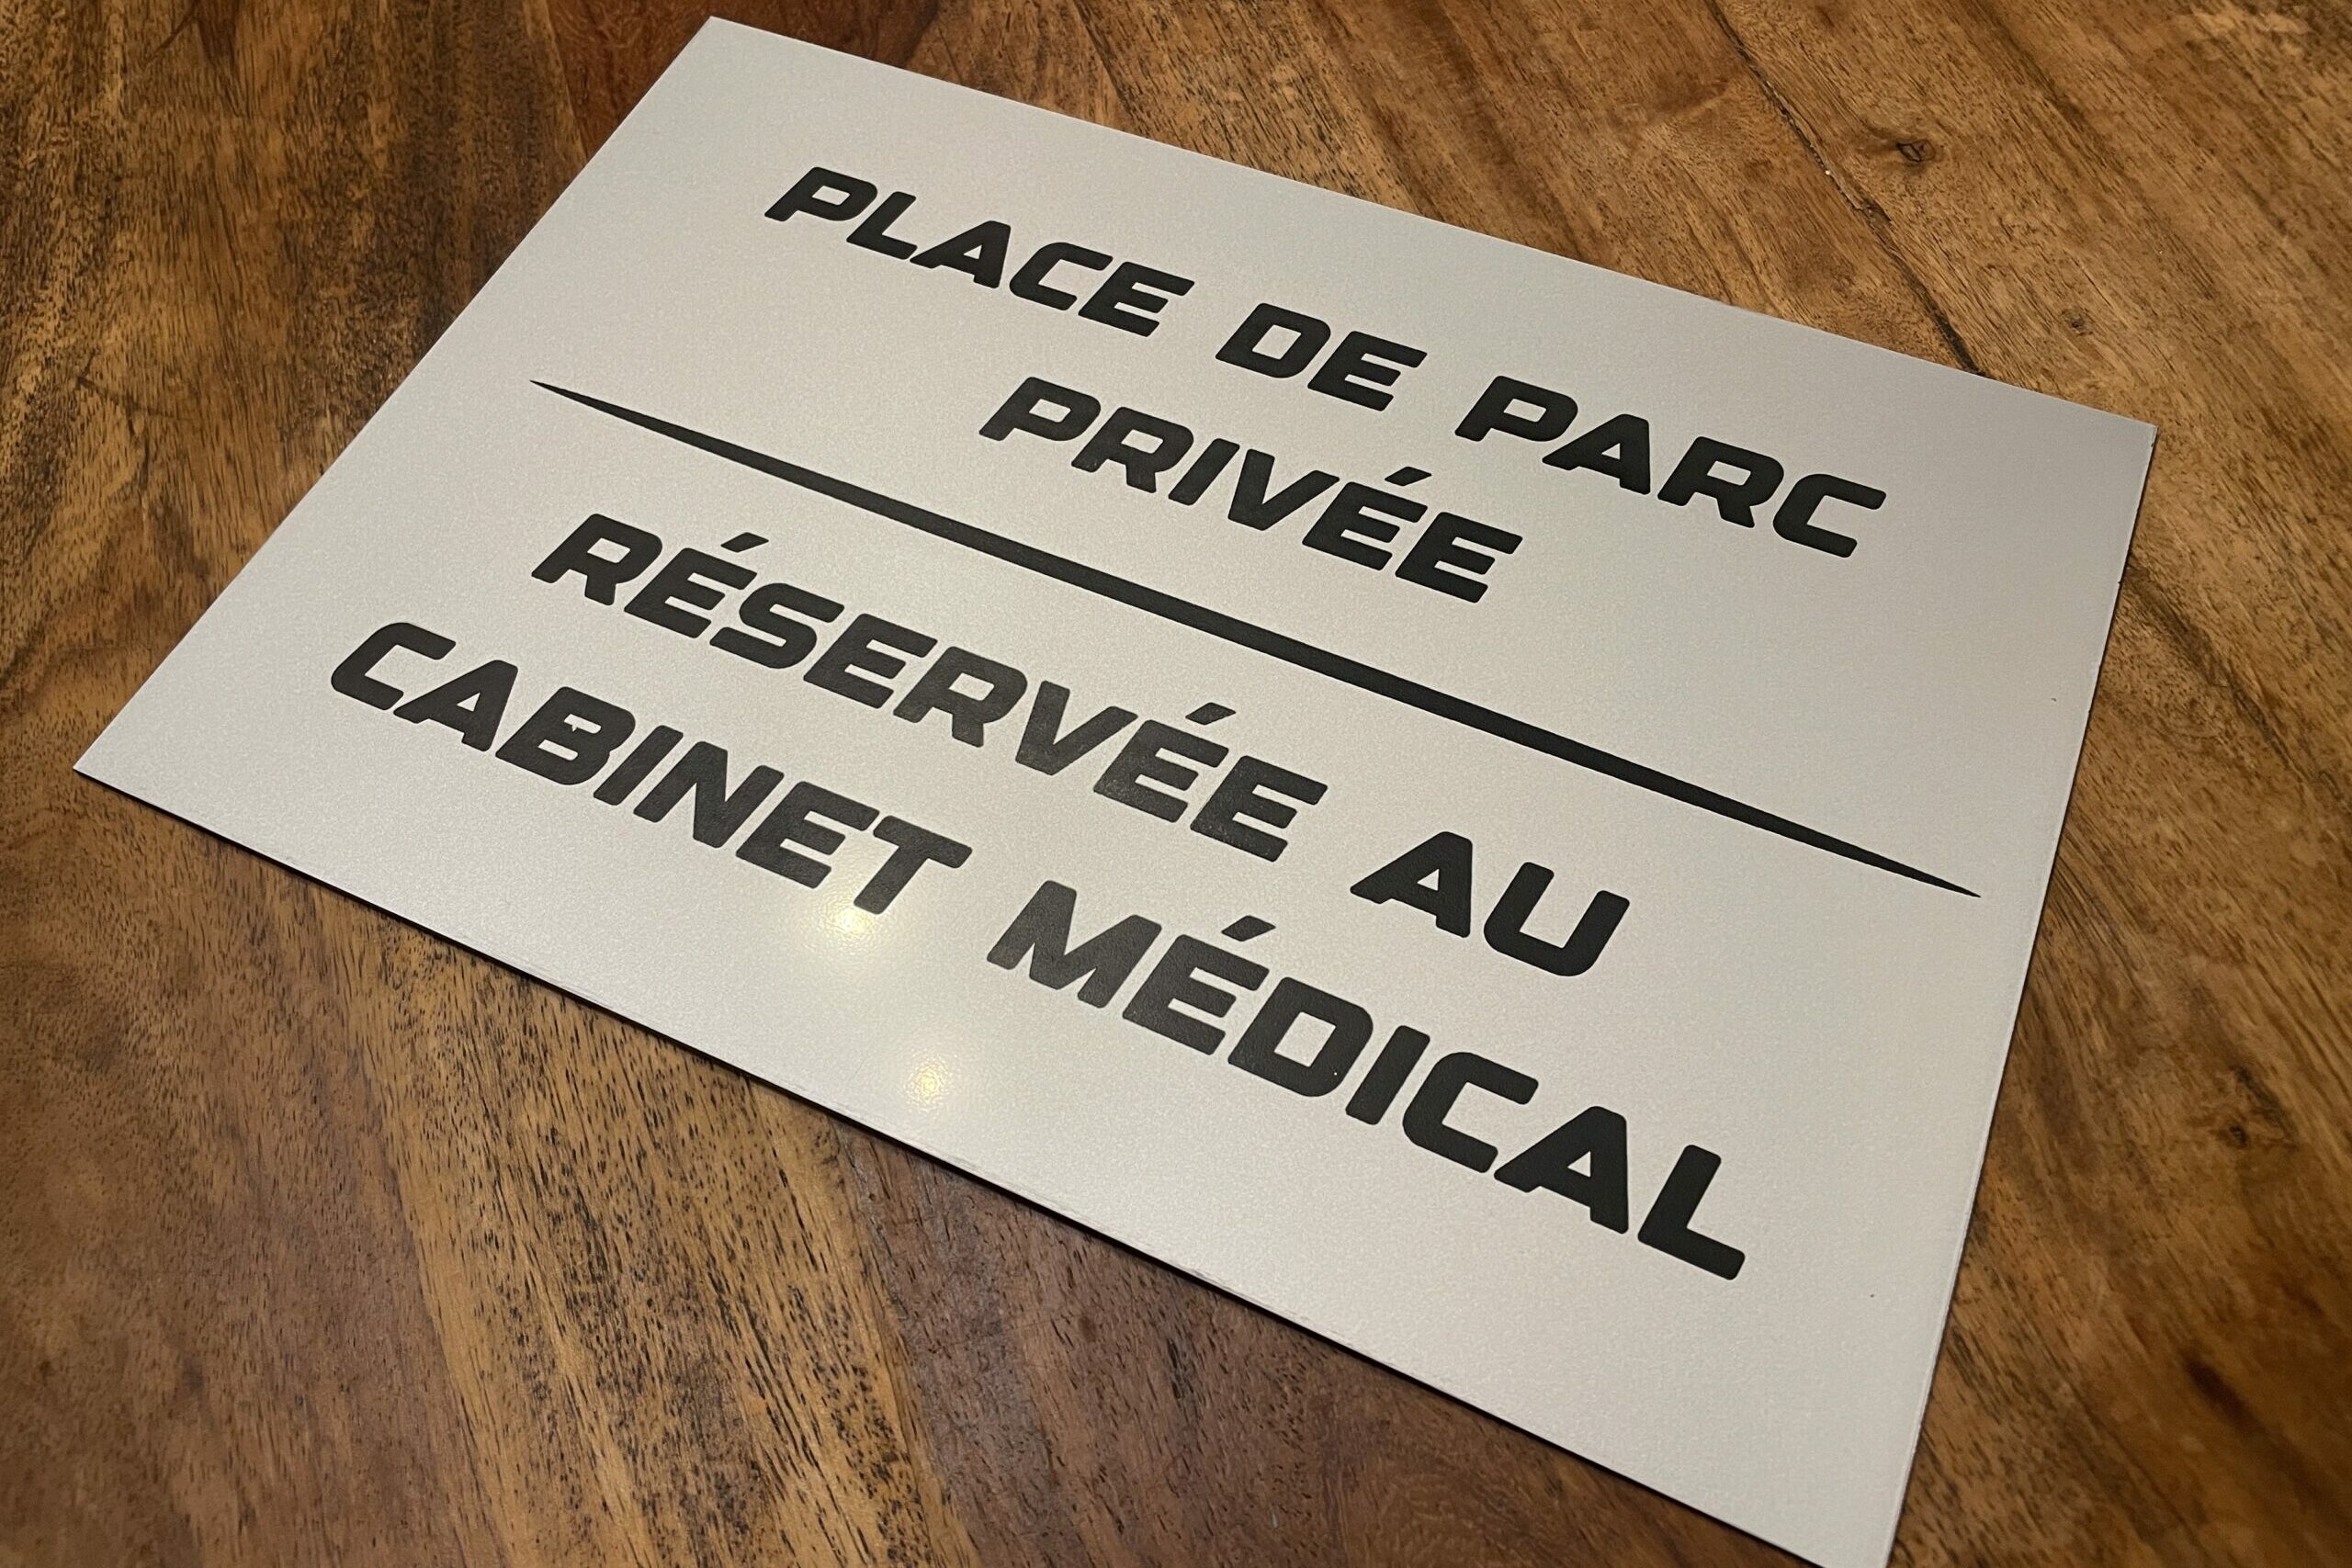 PLACE DE PARC
PRIVÉE
RÉSERVÉE AU
CABINET MÉDICAL